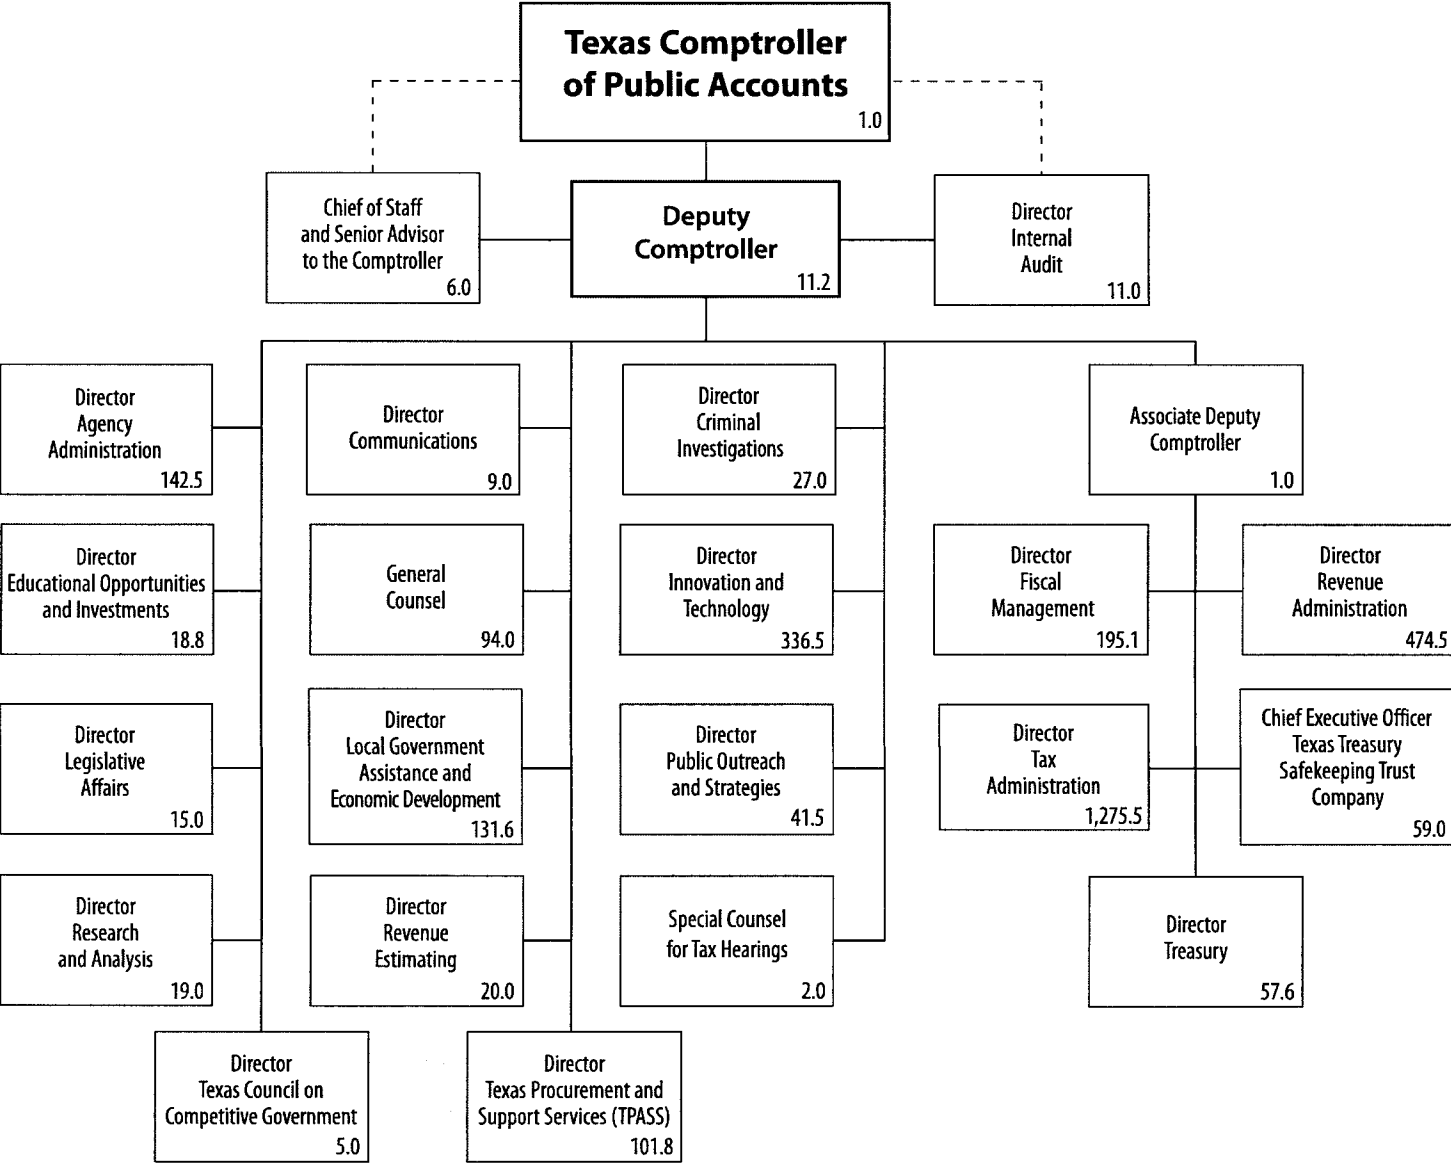 Texas Comptroller
of Public Accounts
1.0
Chief of Staff
and Senior Advisor
to the Comptroller
6.0
Deputy
Comptroller
11.2
Director
Internal
Audit
11.0
Director
Agency
Administration
142.5
Director
Communications
9.0
Director
Criminal
Investigations
27.0
Associate Deputy
Comptroller
1.0
Director
Educational Opportunities
and Investments
18.8
General
Counsel
94.0
Director
Innovation and
Technology
336.5
Director
Fiscal
Management
195.1
Director
Revenue
Administration
474.5
Director
Legislative
Affairs
15.0
Director
Local Government
Assistance and
Economic Development
131.6
Director
Public Outreach
and Strategies
41.5
Director
Tax
Administration
1,275.5
Chief Executive Officer
Texas Treasury
Safekeeping Trust
Company
59.0
Director
Research
and Analysis
19.0
Director
Revenue
Estimating
20.0
Special Counsel
for Tax Hearings
2.0
Director
Treasury
57.6
Director
Texas Council on
Competitive Government
5.0
Director
Texas Procurement and
Support Services (TPASS)
101.8